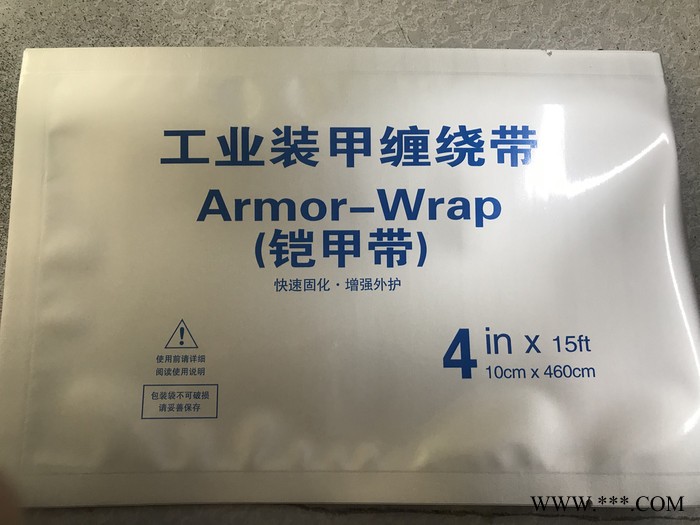 工业装甲缠绕带
Armor-Wrap
(铠甲带)
快速固化·增强外护
使用前请详细
阅读使用说明
包装袋不可破损
请妥善保存
4 in x 15ft
10cm x 460cm
WWW.***.COM